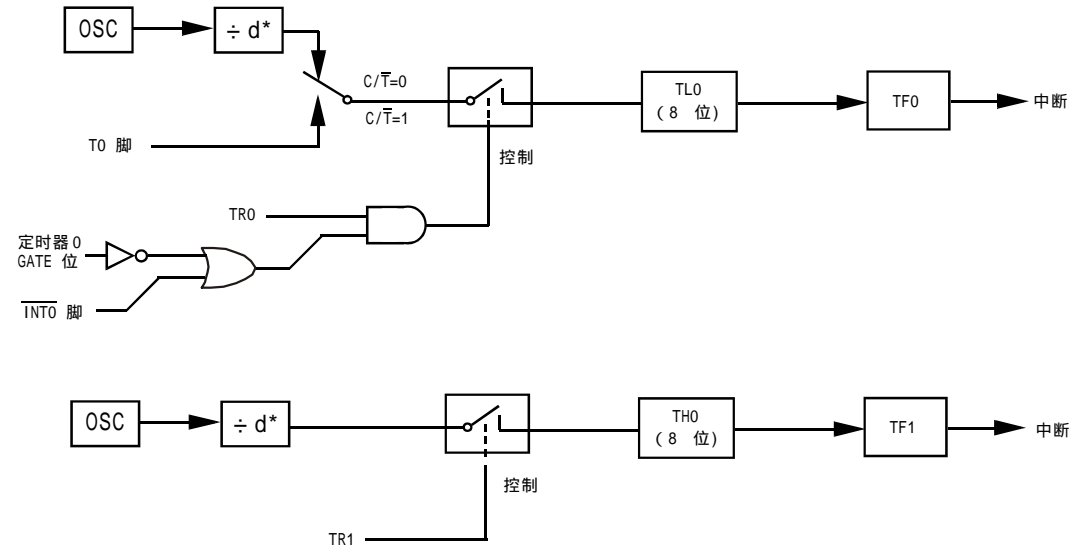 OSC
÷ d*
C/T̅=0
C/T̅=1
T0 脚
控制
TL0
(8 位)
TF0
中断
TR0
定时器0
GATE 位
I̅N̅T̅0̅ 脚
OSC
÷ d*
控制
TR1
TH0
(8 位)
TF1
中断